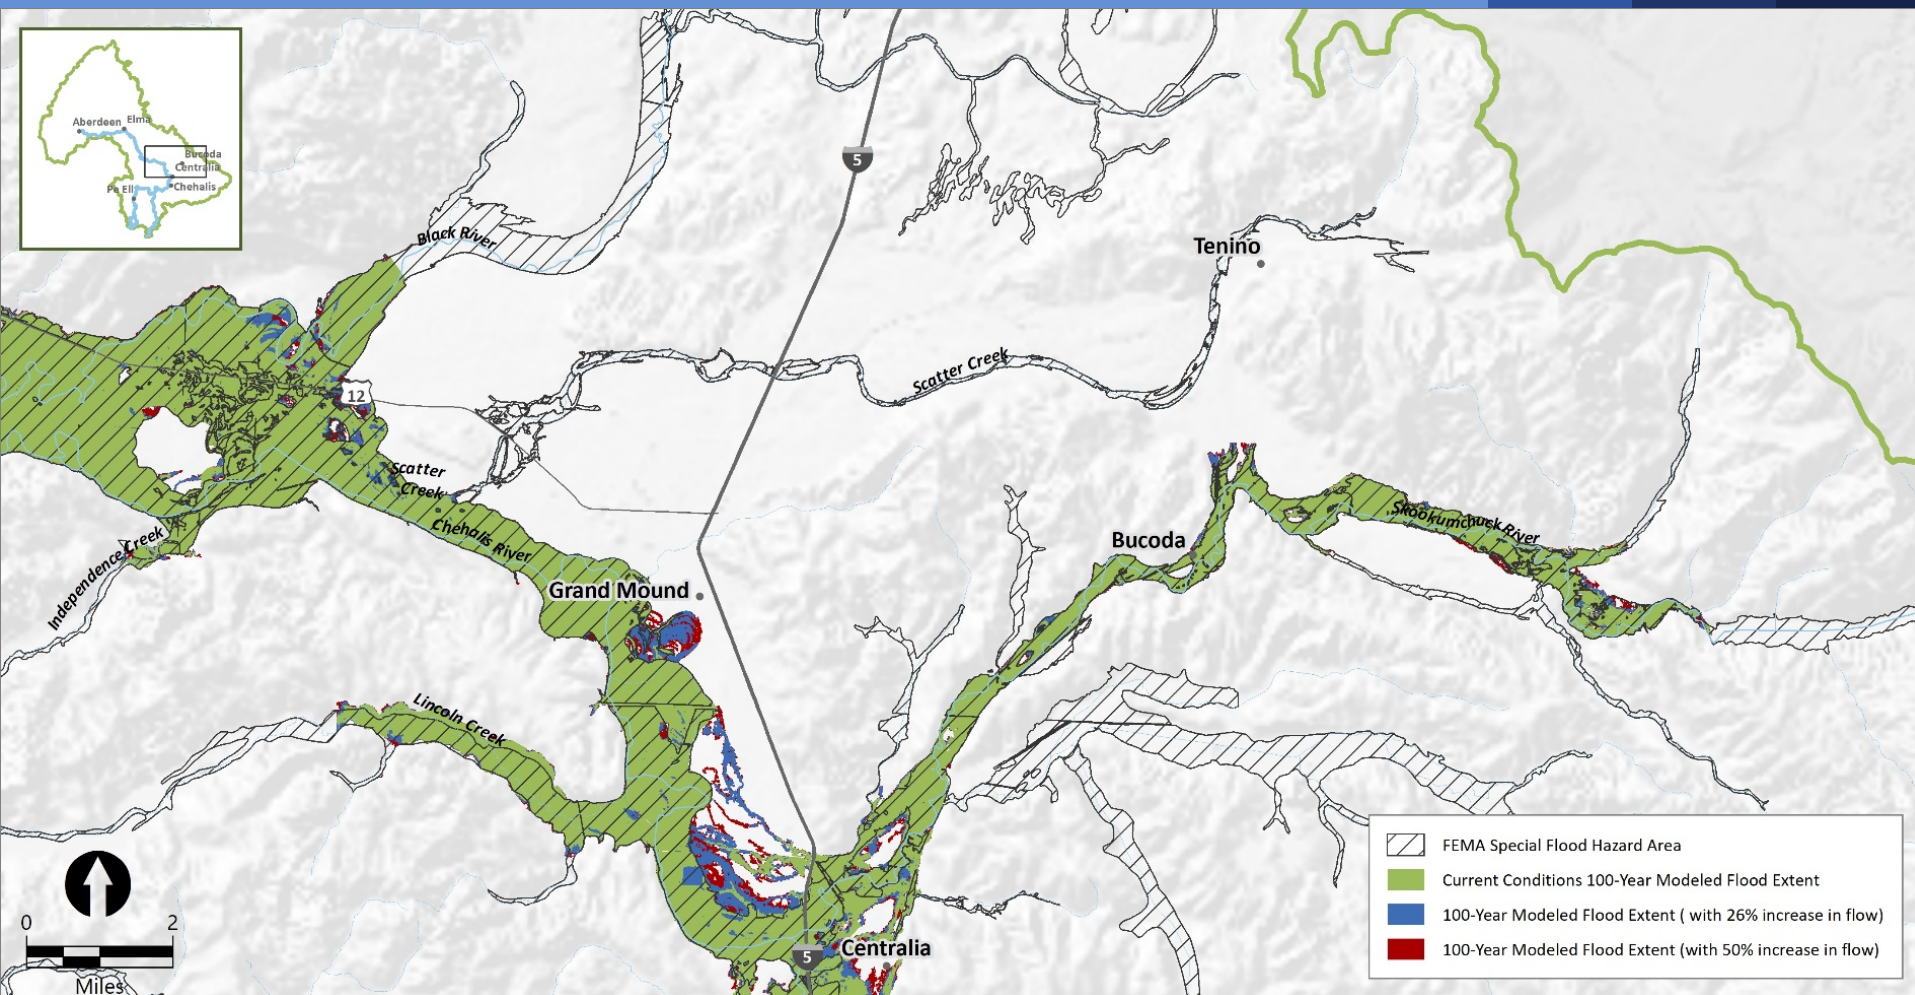 Aberdeen
Elma
Bucoda
Centralia
Pe Ell
Chehalis
5
Black River
Tenino
12
Scatter Creek
Scatter
Creek
Chehalis River
Independence Creek
Skookumchuck River
Bucoda
Grand Mound
Lincoln Creek
FEMA Special Flood Hazard Area
Current Conditions 100-Year Modeled Flood Extent
100-Year Modeled Flood Extent ( with 26% increase in flow)
100-Year Modeled Flood Extent (with 50% increase in flow)
0
2
Miles
Centralia
5